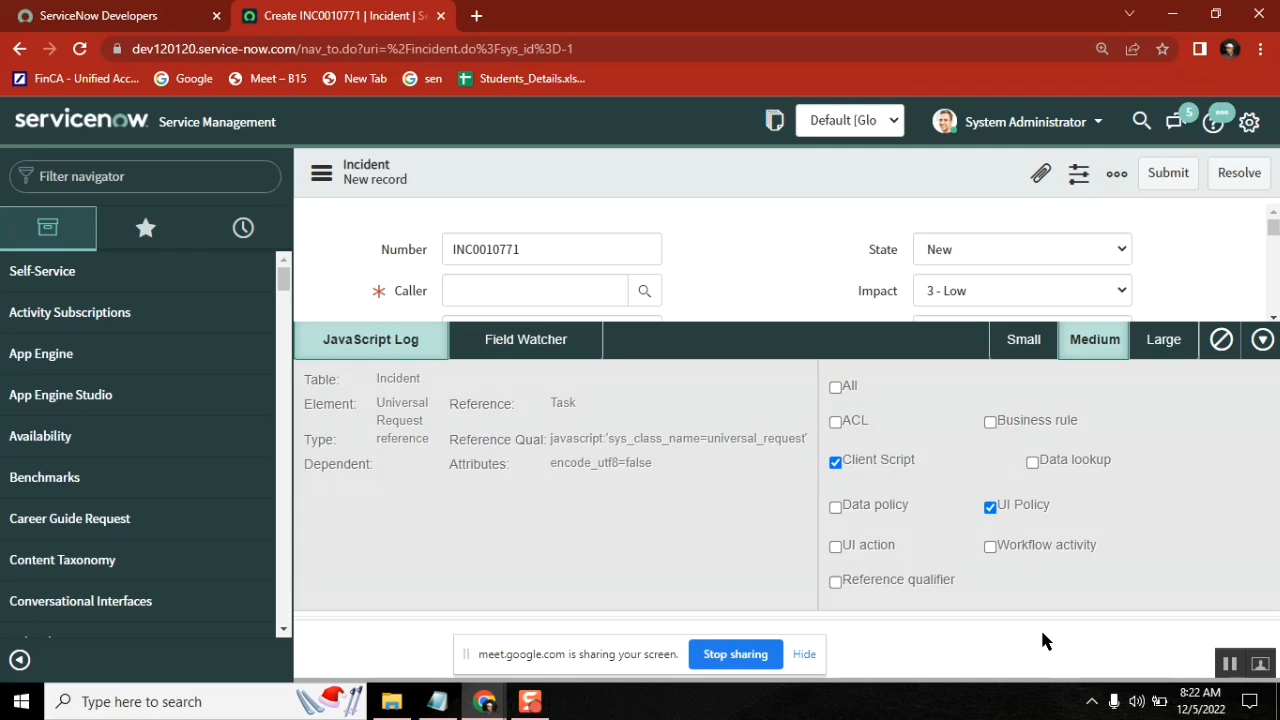 ServiceNow Developers
Create INC0010771 | Incident | S
dev120120.service-now.com/nav_to.do?uri=%2Fincident.do%3Fsys_id%3D-1
FinCA - Unified Acc...
Google
Meet – B15
New Tab
sen
Students_Details.xls...
servicenow Service Management
Default [Glo
System Administrator
5
Filter navigator
Incident
New record
Submit
Resolve
Self-Service
Activity Subscriptions
App Engine
App Engine Studio
Availability
Benchmarks
Career Guide Request
Content Taxonomy
Conversational Interfaces
Number INC0010771
State New
Caller
Impact 3 - Low
JavaScript Log
Field Watcher
Small
Medium
Large
Table: Incident
Element: Universal Request
Reference: Task
Type: reference
Reference Qual: javascript:'sys_class_name=universal_request'
Dependent:
Attributes: encode_utf8=false
All
ACL
Business rule
Client Script
Data lookup
Data policy
UI Policy
UI action
Workflow activity
Reference qualifier
meet.google.com is sharing your screen.
Stop sharing
Hide
Type here to search
8:22 AM
12/5/2022